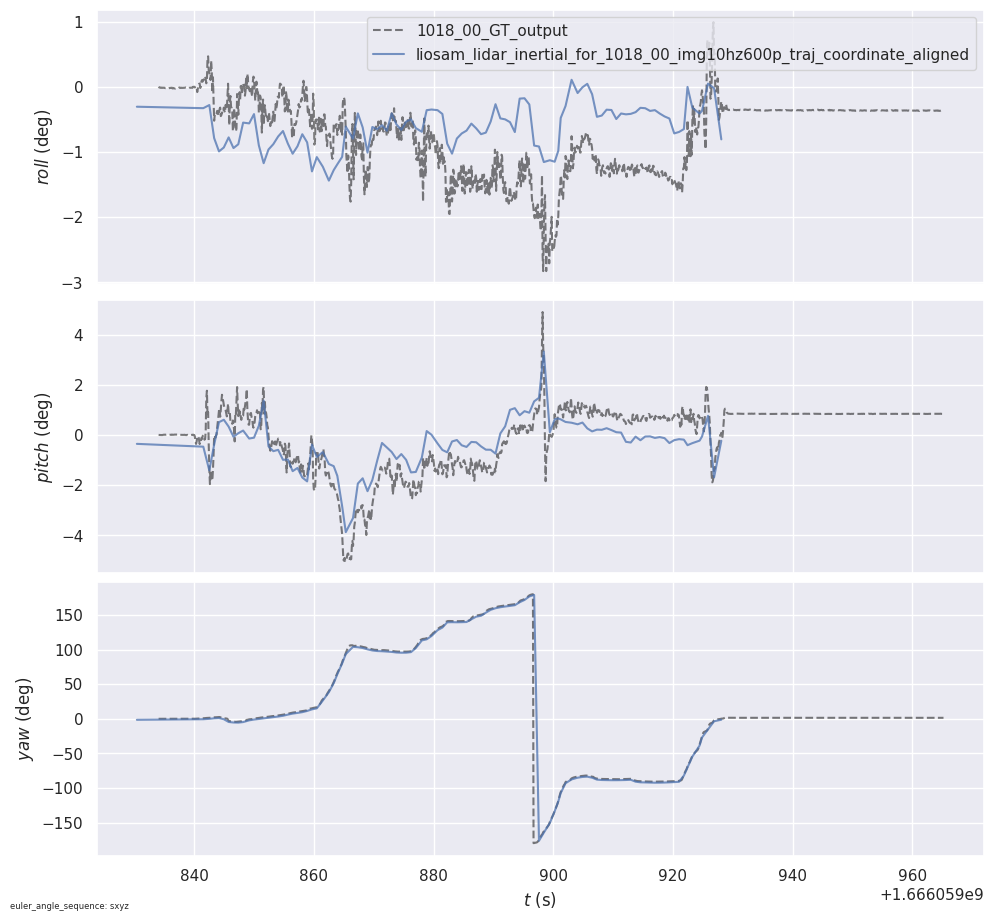 1018_00_GT_output
liosam_lidar_inertial_for_1018_00_img10hz600p_traj_coordinate_aligned
1
0
−1
−2
−3
roll (deg)
4
2
0
−2
−4
pitch (deg)
150
100
50
0
−50
−100
−150
yaw (deg)
840 860 880 900 920 940 960
+1.666059e9
t (s)
euler_angle_sequence: sxyz